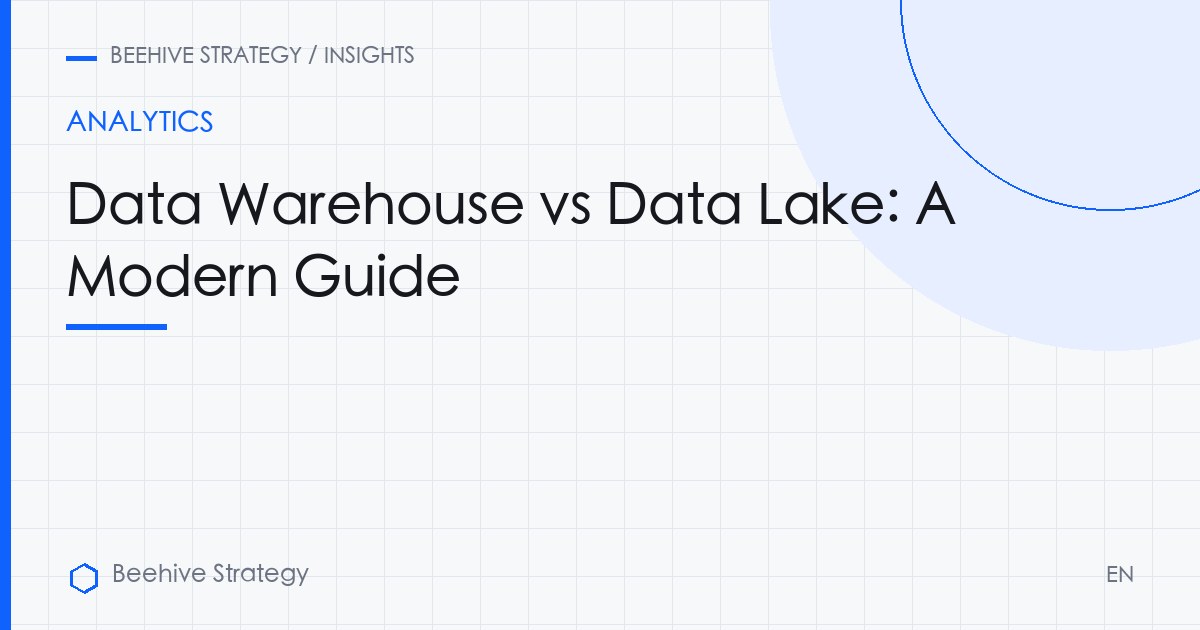 BEEHIVE STRATEGY / INSIGHTS
ANALYTICS
Data Warehouse vs Data Lake: A
Modern Guide
Beehive Strategy
EN